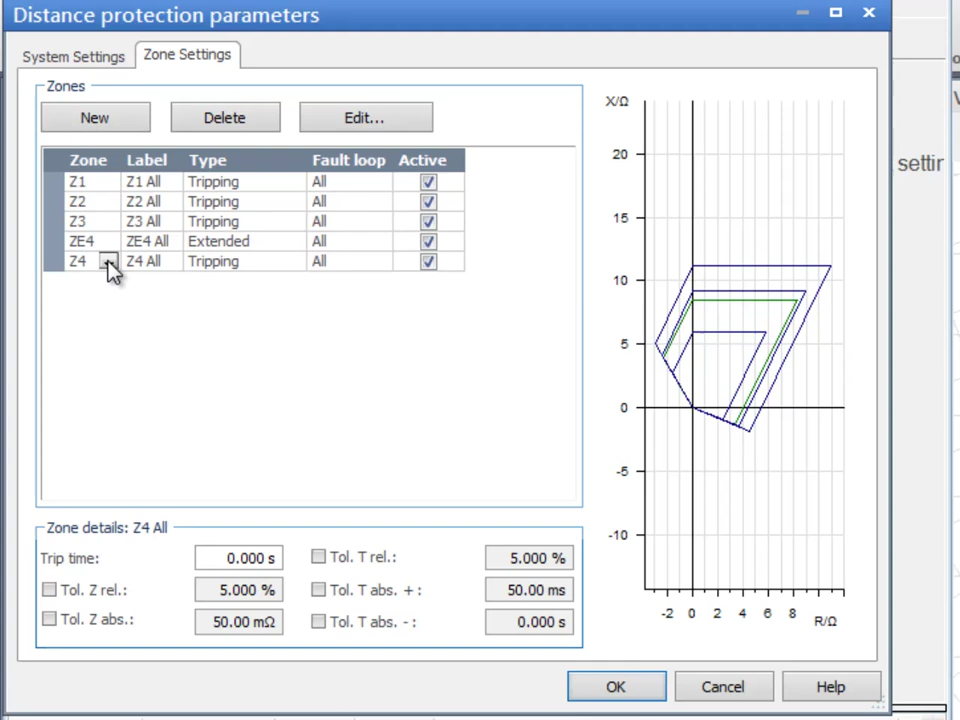 Distance protection parameters
System Settings
Zone Settings
Zones
New
Delete
Edit...
Zone Label Type Fault loop Active
Z1 Z1 All Tripping All
Z2 Z2 All Tripping All
Z3 Z3 All Tripping All
ZE4 ZE4 All Extended All
Z4 Z4 All Tripping All
X/Ω
20
15
10
5
0
-5
-10
-2 0 2 4 6 8
R/Ω
Zone details: Z4 All
Trip time: 0.000 s Tol. T rel.: 5.000 %
Tol. Z rel.: 5.000 % Tol. T abs. +: 50.00 ms
Tol. Z abs.: 50.00 mΩ Tol. T abs. -: 0.000 s
OK
Cancel
Help
settir